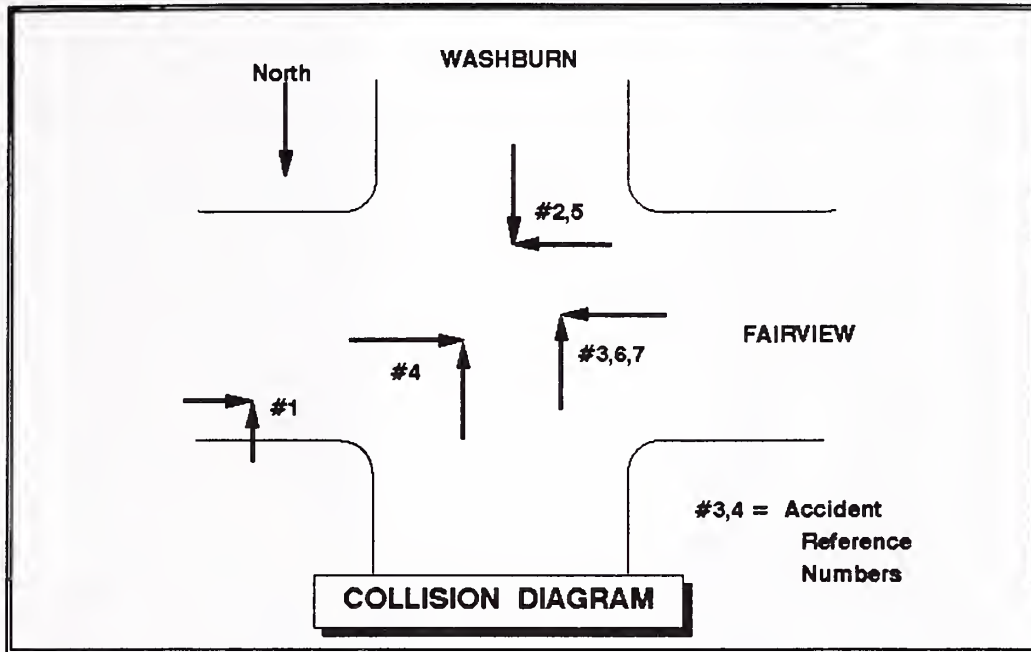 WASHBURN
North
#2,5
FAIRVIEW
#3,6,7
#4
#1
#3,4 = Accident
Reference
Numbers
COLLISION DIAGRAM